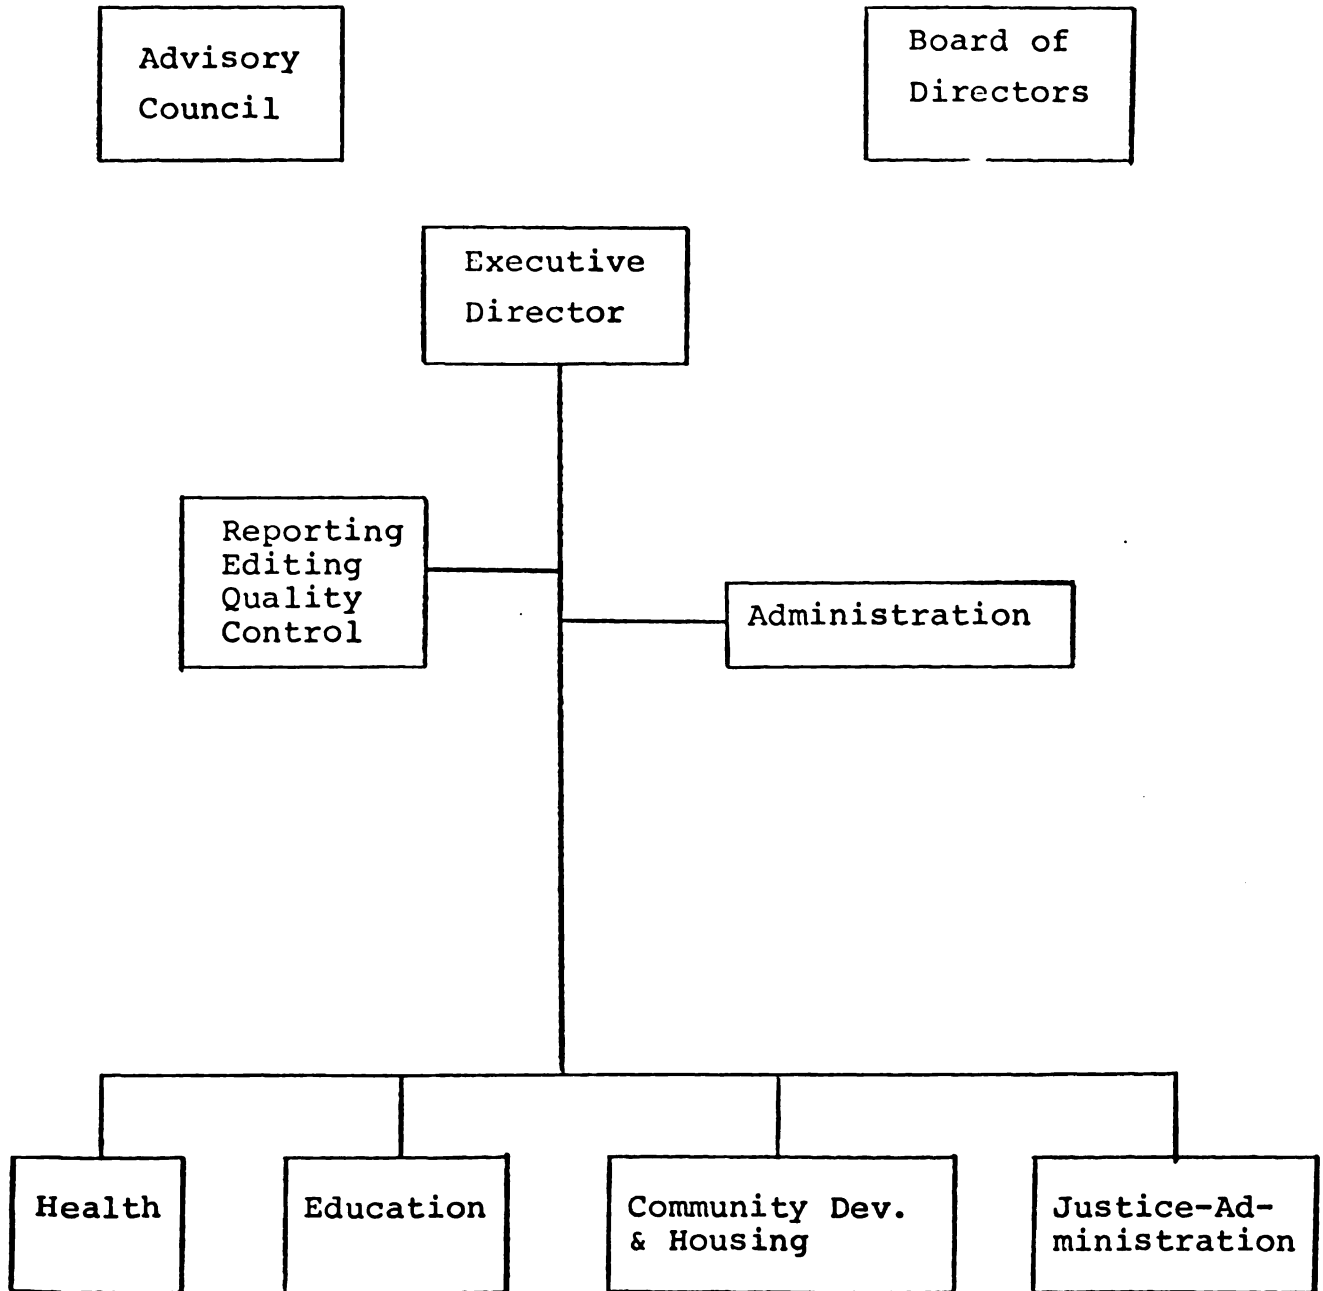 Advisory
Council
Board of
Directors
Executive
Director
Reporting
Editing
Quality
Control
Administration
Health
Education
Community Dev.
& Housing
Justice-Ad-
ministration